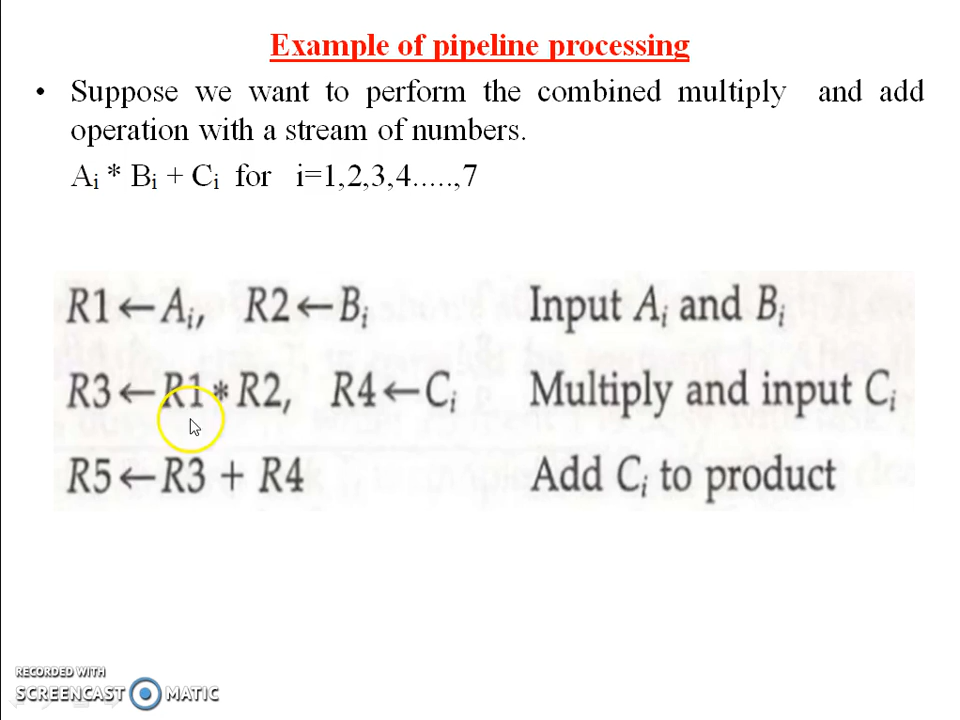 Example of pipeline processing
• Suppose we want to perform the combined multiply and add
operation with a stream of numbers.
Ai * Bi + Ci for i=1,2,3,4.....,7
R1←Ai, R2←Bi Input Ai and Bi
R3←R1 * R2, R4←Ci Multiply and input Ci
R5←R3 + R4 Add Ci to product
RECORDED WITH
SCREENCAST MATIC